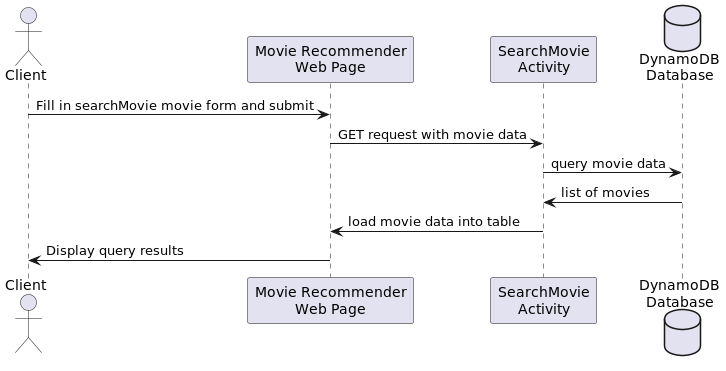 Client
Movie Recommender
Web Page
SearchMovie
Activity
DynamoDB
Database
Fill in searchMovie movie form and submit
GET request with movie data
query movie data
list of movies
load movie data into table
Display query results
Client
Movie Recommender
Web Page
SearchMovie
Activity
DynamoDB
Database